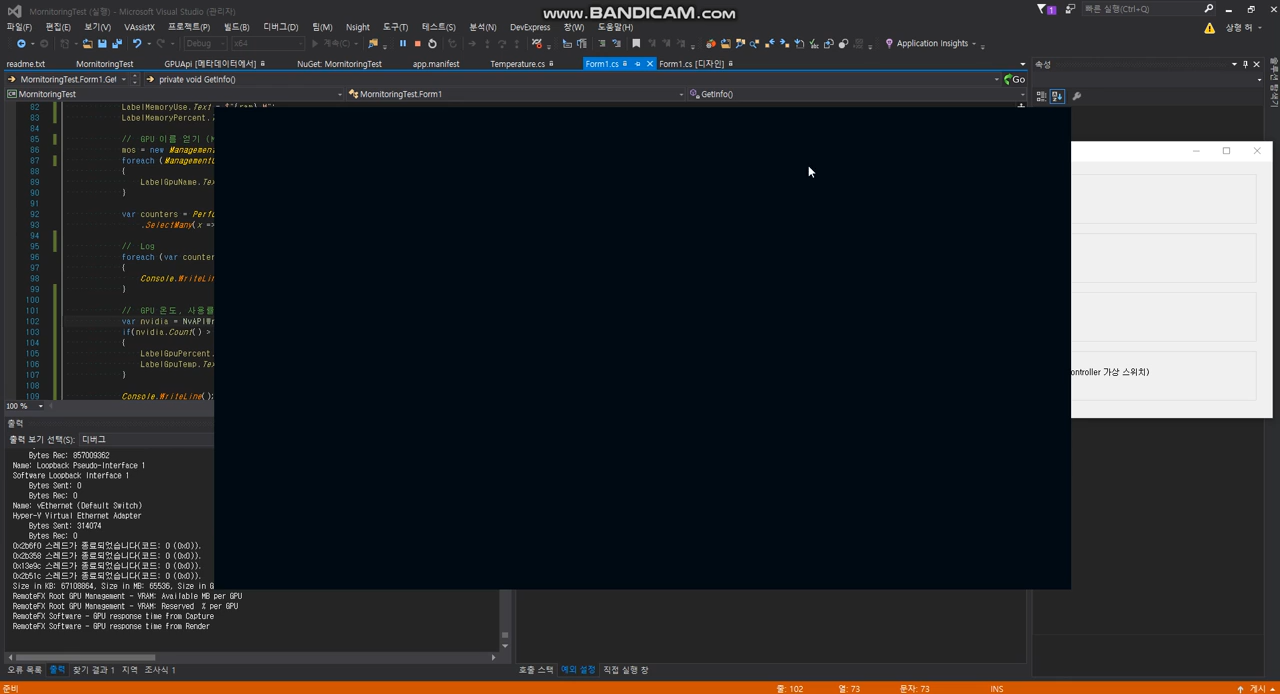 MornitoringTest (실행) - Microsoft Visual Studio (관리자)
www.BANDICAM.com
1
빠른 실행(Ctrl+Q)
파일(F) 편집(E) 보기(V) VAssistX 프로젝트(P) 빌드(B) 디버그(D) 팀(M) Nsight 도구(T) 테스트(S) 분석(N) DevExpress 창(W) 도움말(H)
상형 허
Debug x64 계속(C) Application Insights
readme.txt MornitoringTest GPUApi [메타데이터에서] NuGet: MornitoringTest app.manifest Temperature.cs Form1.cs Form1.cs [디자인] 속성
MornitoringTest.Form1.Get private void GetInfo() Go
MornitoringTest MornitoringTest.Form1 GetInfo()
82 LabelMemoryUse.Text =
83 LabelMemoryPercent.
84
85 // GPU 이름 얻기 (
86 mos = new Management
87 foreach (Management
88 {
89 LabelGpuName.Tex
90 }
91
92 var counters = Perfo
93 .SelectMany(x =>
94
95 // Log
96 foreach (var counter
97 {
98 Console.WriteLin
99 }
100
101 // GPU 온도, 사용률
102 var nvidia = NvAPIWr
103 if(nvidia.Count() >
104 {
105 LabelGpuPercent.
106 LabelGpuTemp.Tex
107 }
108
109 Console.WriteLine();
ontroller 가상 스위치)
100 %
출력
출력 보기 선택(S): 디버그
Bytes Rec: 857009362
Name: Loopback Pseudo-Interface 1
Software Loopback Interface 1
Bytes Sent: 0
Bytes Rec: 0
Name: vEthernet (Default Switch)
Hyper-V Virtual Ethernet Adapter
Bytes Sent: 314074
Bytes Rec: 0
0x2b6f0 스레드가 종료되었습니다(코드: 0 (0x0)).
0x2b358 스레드가 종료되었습니다(코드: 0 (0x0)).
0x13e9c 스레드가 종료되었습니다(코드: 0 (0x0)).
0x2b51c 스레드가 종료되었습니다(코드: 0 (0x0)).
Size in KB: 67108864, Size in MB: 65536, Size in G
RemoteFX Root GPU Management - VRAM: Available MB per GPU
RemoteFX Root GPU Management - VRAM: Reserved % per GPU
RemoteFX Software - GPU response time from Capture
RemoteFX Software - GPU response time from Render
오류 목록 출력 찾기 결과 1 지역 조사식 1 호출 스택 예외 설정 직접 실행 창
준비 줄: 102 열: 73 문자: 73 INS 게시